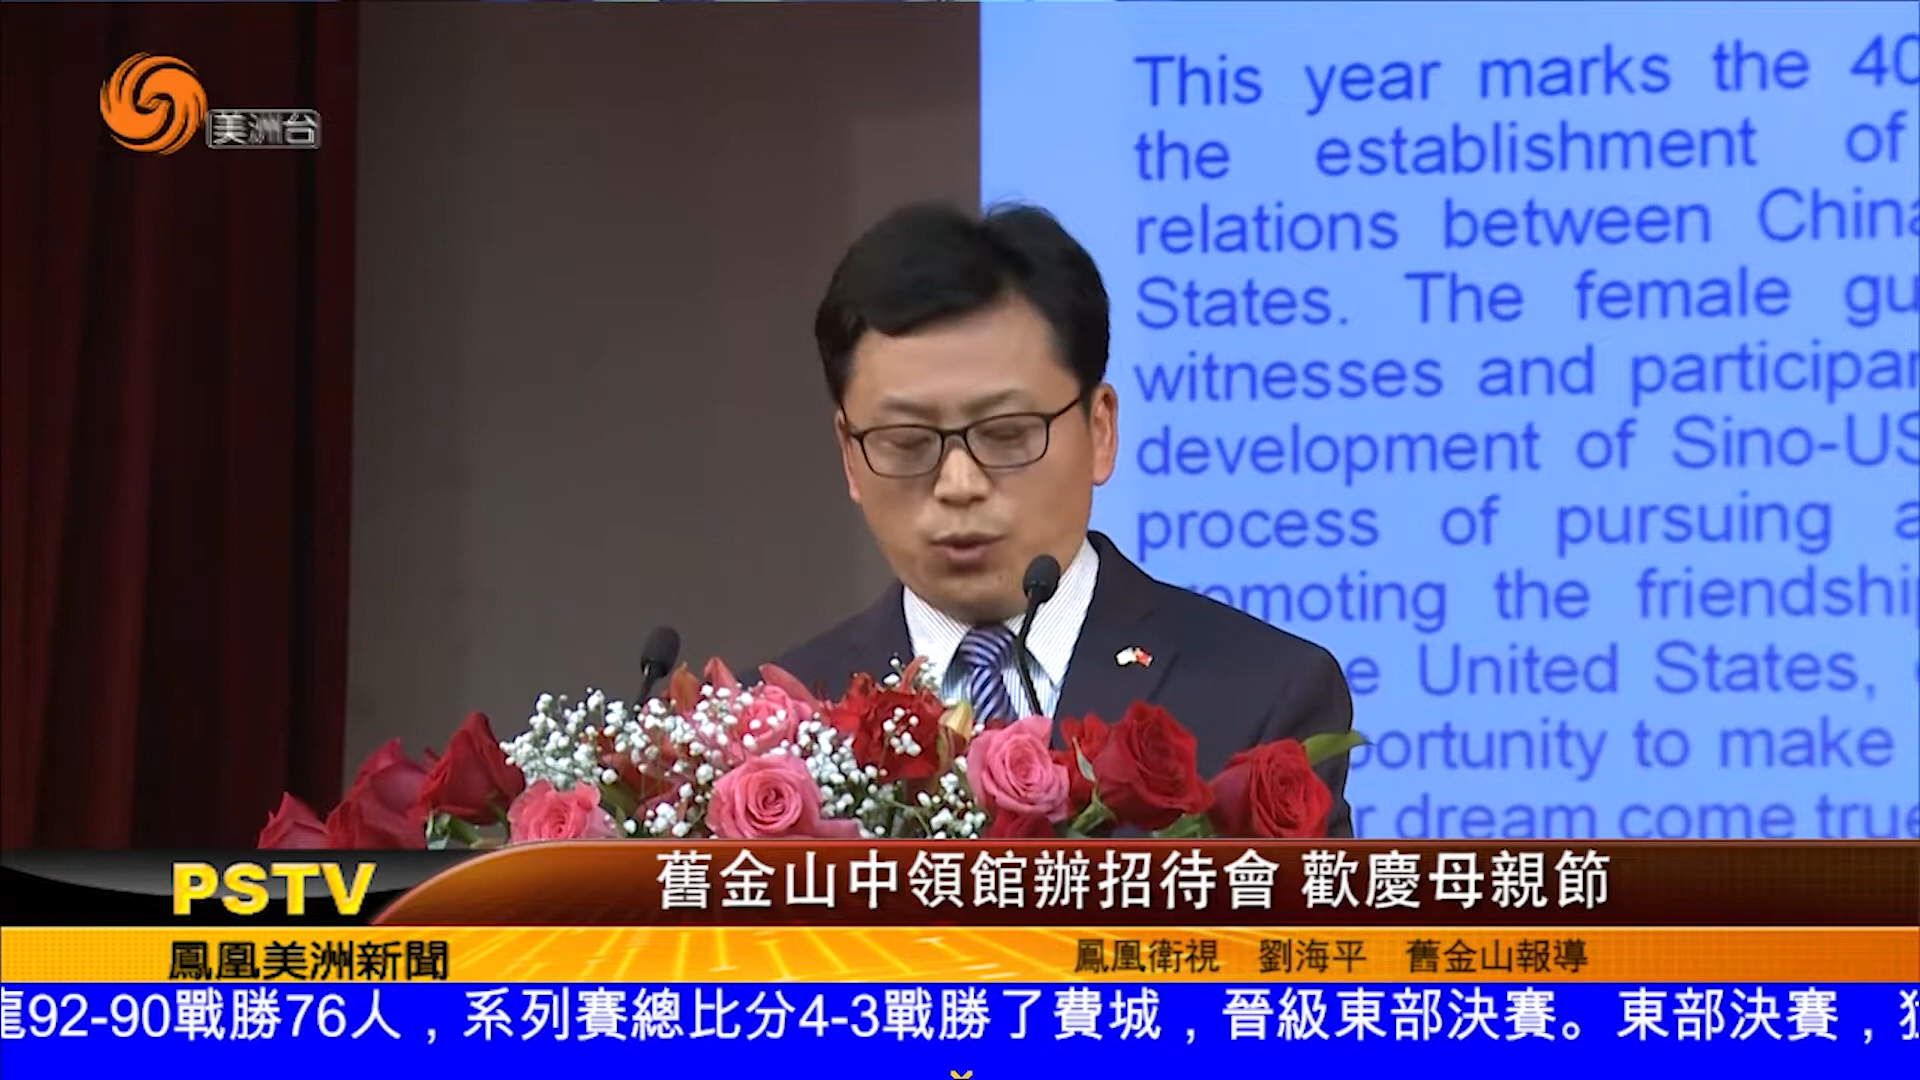 美洲台
This year marks the 40
the establishment of
relations between China
States. The female gu
witnesses and participan
development of Sino-US
process of pursuing a
romoting the friendship
e United States,
portunity to make
r dream come true
PSTV
舊金山中領館辦招待會 歡慶母親節
鳳凰美洲新聞
鳳凰衛視 劉海平 舊金山報導
龍92-90戰勝76人，系列賽總比分4-3戰勝了費城，晉級東部決賽。東部決賽，